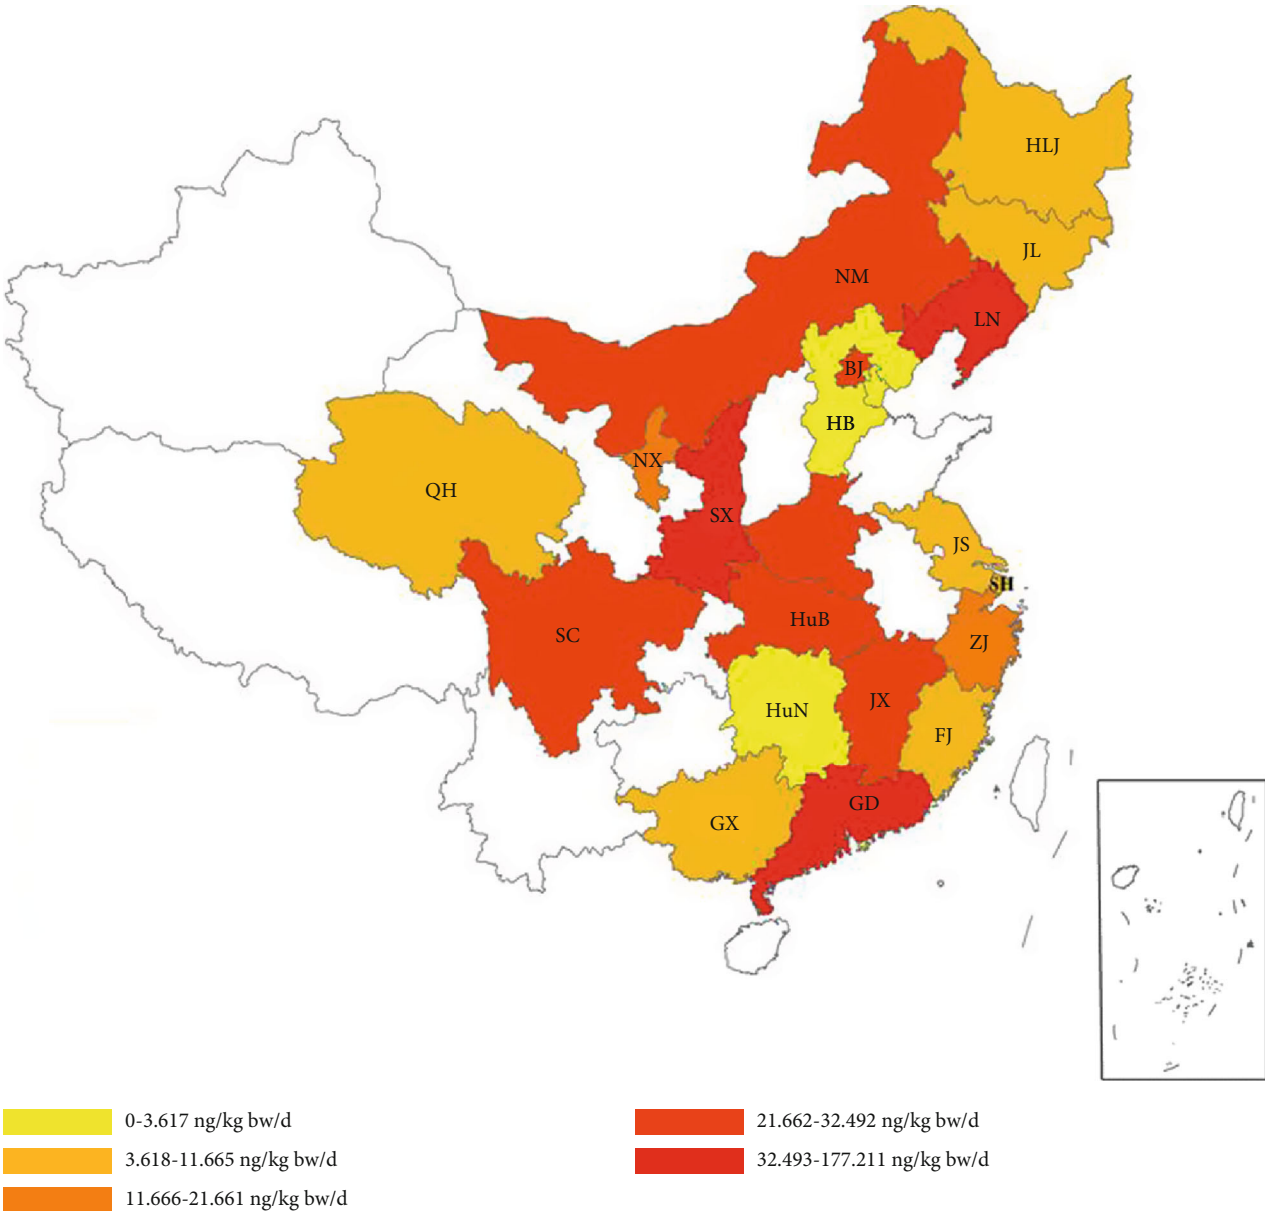 HLJ
JL
NM
LN
BJ
HB
NX
QH
SX
JS
SH
HuB
SC
ZJ
JX
HuN
FJ
GD
GX
0-3.617 ng/kg bw/d
3.618-11.665 ng/kg bw/d
11.666-21.661 ng/kg bw/d
21.662-32.492 ng/kg bw/d
32.493-177.211 ng/kg bw/d